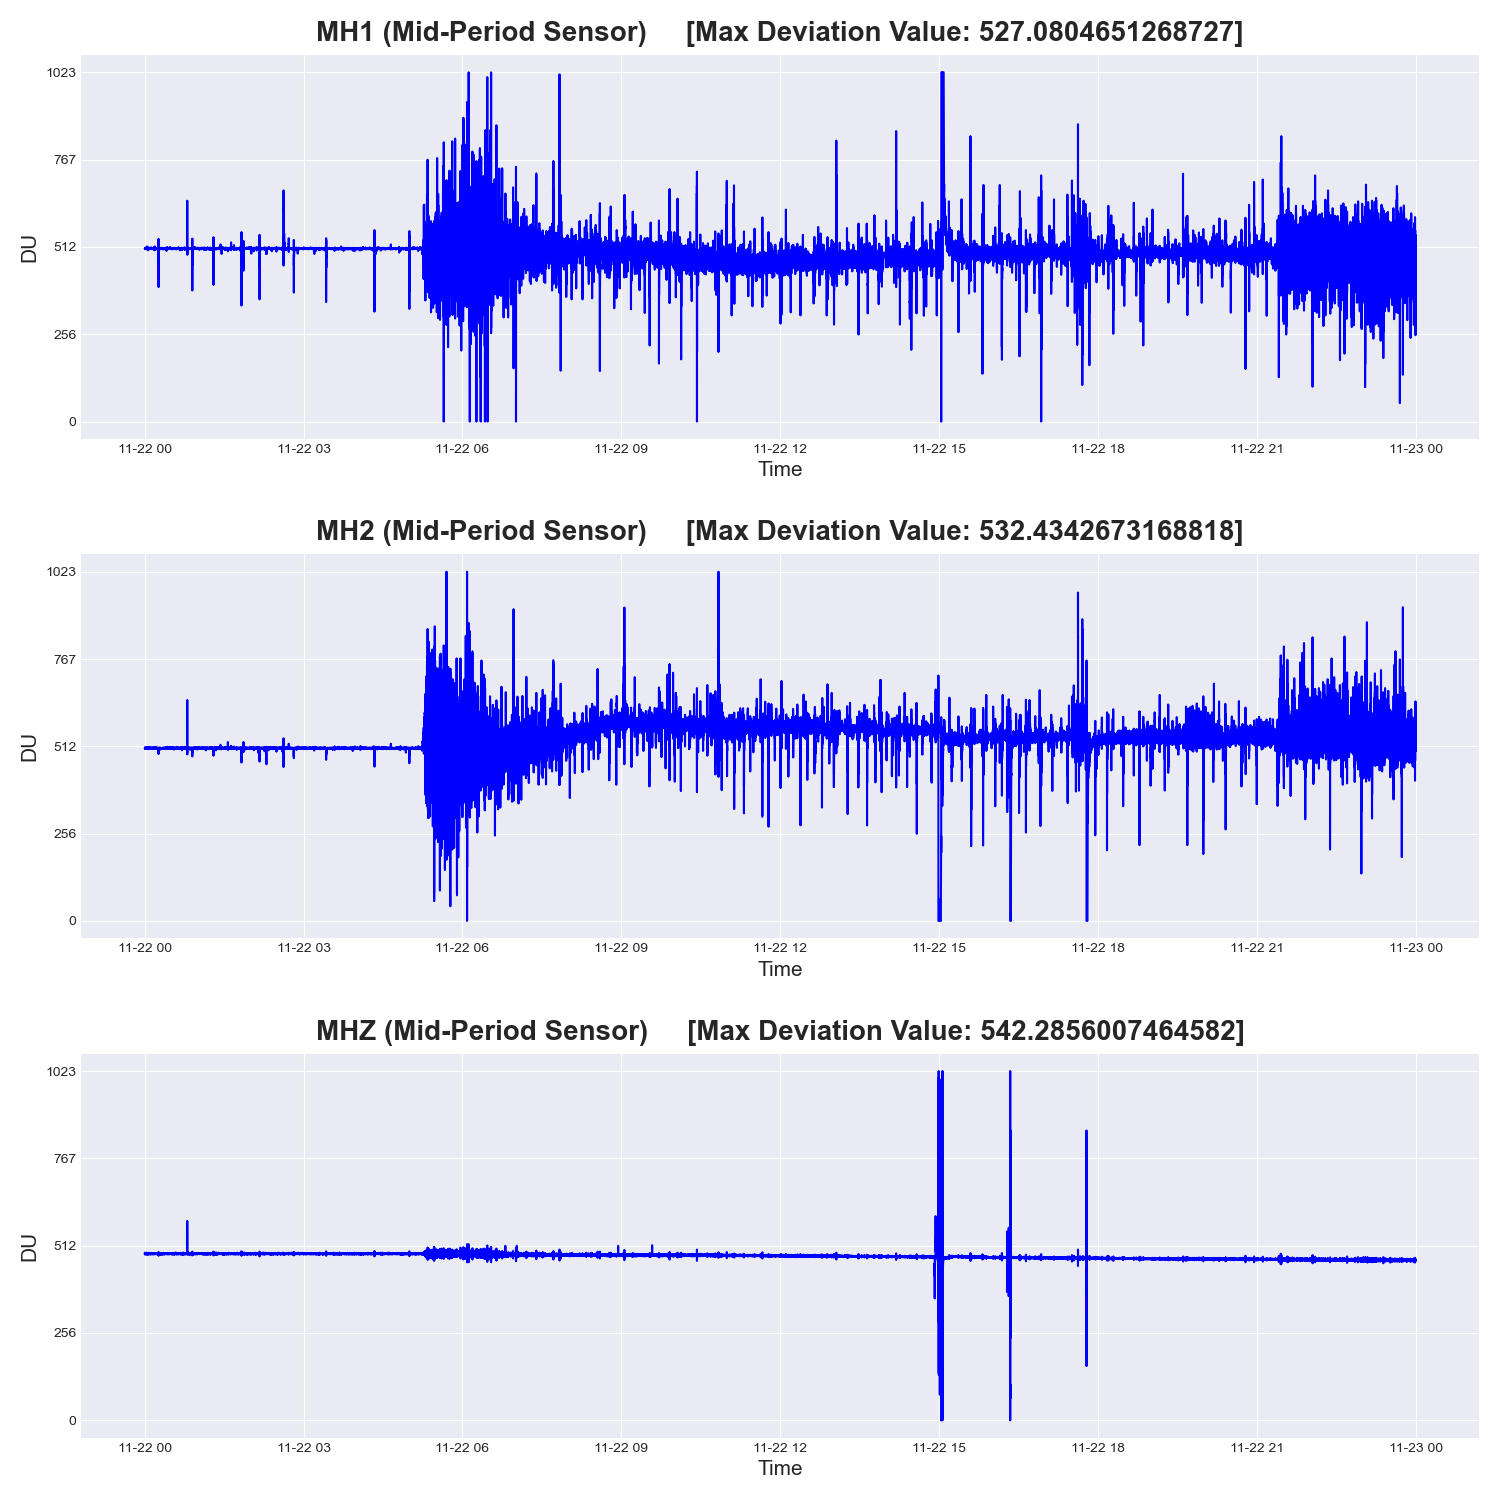 MH1 (Mid-Period Sensor)     [Max Deviation Value: 527.0804651268727]
1023
767
512
256
0
DU
11-22 00 11-22 03 11-22 06 11-22 09 11-22 12 11-22 15 11-22 18 11-22 21 11-23 00
Time
MH2 (Mid-Period Sensor)     [Max Deviation Value: 532.4342673168818]
1023
767
512
256
0
DU
11-22 00 11-22 03 11-22 06 11-22 09 11-22 12 11-22 15 11-22 18 11-22 21 11-23 00
Time
MHZ (Mid-Period Sensor)     [Max Deviation Value: 542.2856007464582]
1023
767
512
256
0
DU
11-22 00 11-22 03 11-22 06 11-22 09 11-22 12 11-22 15 11-22 18 11-22 21 11-23 00
Time